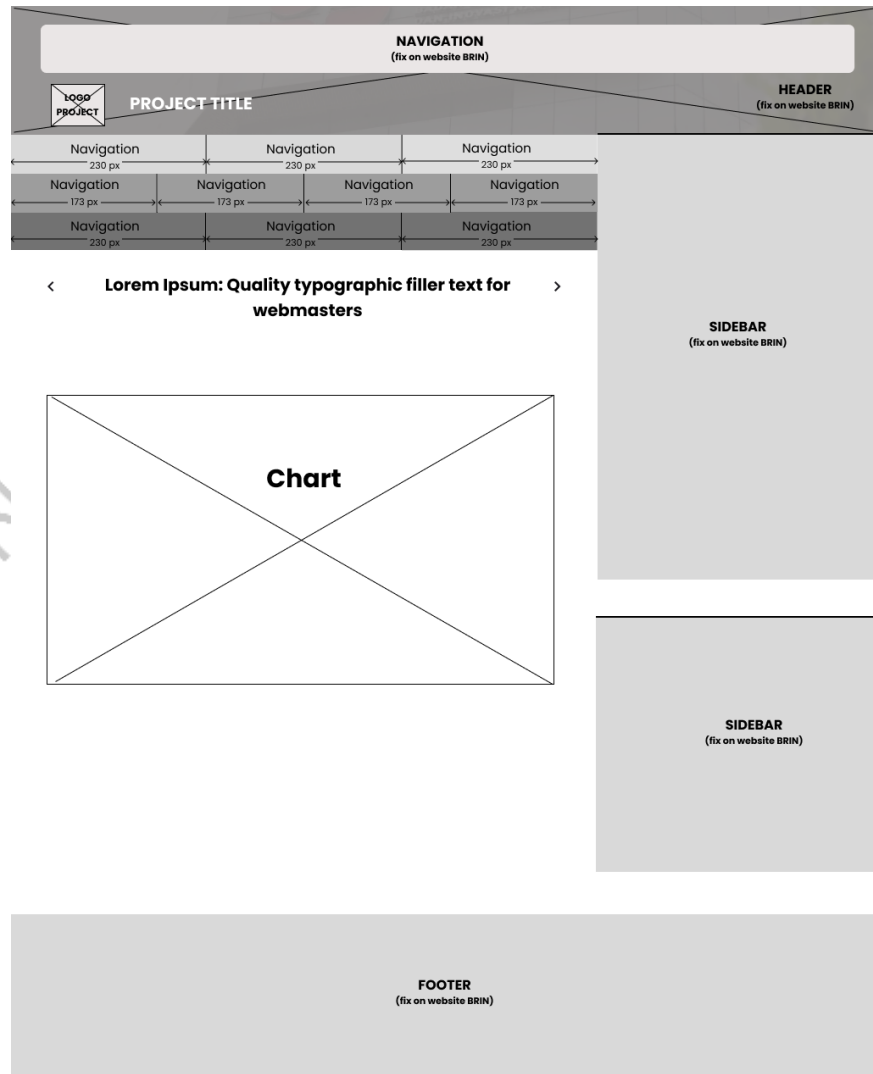 NAVIGATION
(fix on website BRIN)
LOGO
PROJECT
PROJECT TITLE
HEADER
(fix on website BRIN)
Navigation Navigation Navigation
230 px 230 px 230 px
Navigation Navigation Navigation Navigation
173 px 173 px 173 px 173 px
Navigation Navigation Navigation
230 px 230 px 230 px
< Lorem Ipsum: Quality typographic filler text for >
webmasters
SIDEBAR
(fix on website BRIN)
Chart
SIDEBAR
(fix on website BRIN)
FOOTER
(fix on website BRIN)